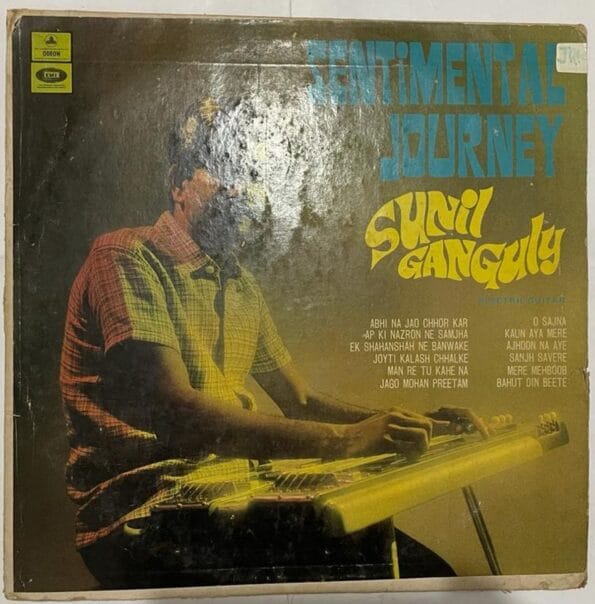 ODEON
EMI
SENTIMENTAL
JOURNEY
SUNIL
GANGULY
ELECTRIC GUITAR
ABHI NA JAO CHHOR KAR
-AP KI NAZRON NE SAMJHA
EK SHAHANSHAH NE BANWAKE
JOYTI KALASH CHHALKE
MAN RE TU KAHE NA
JAGO MOHAN PREETAM
O SAJNA
KAUN AYA MERE
AJHOON NA AYE
SANJH SAVERE
MERE MEHBOOB
BAHUT DIN BEETE